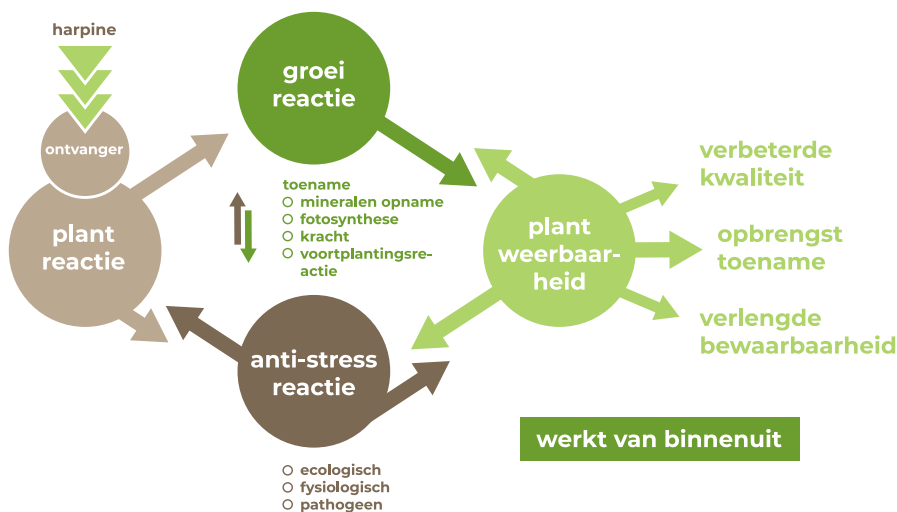 harpine
ontvanger
plant
reactie
groei
reactie
toename
mineralen opname
fotosynthese
kracht
voortplantingsre-
actie
anti-stress
reactie
ecologisch
fysiologisch
pathogeen
plant
weerbaar-
heid
verbeterde
kwaliteit
opbrengst
toename
verlengde
bewaarbaarheid
werkt van binnenuit